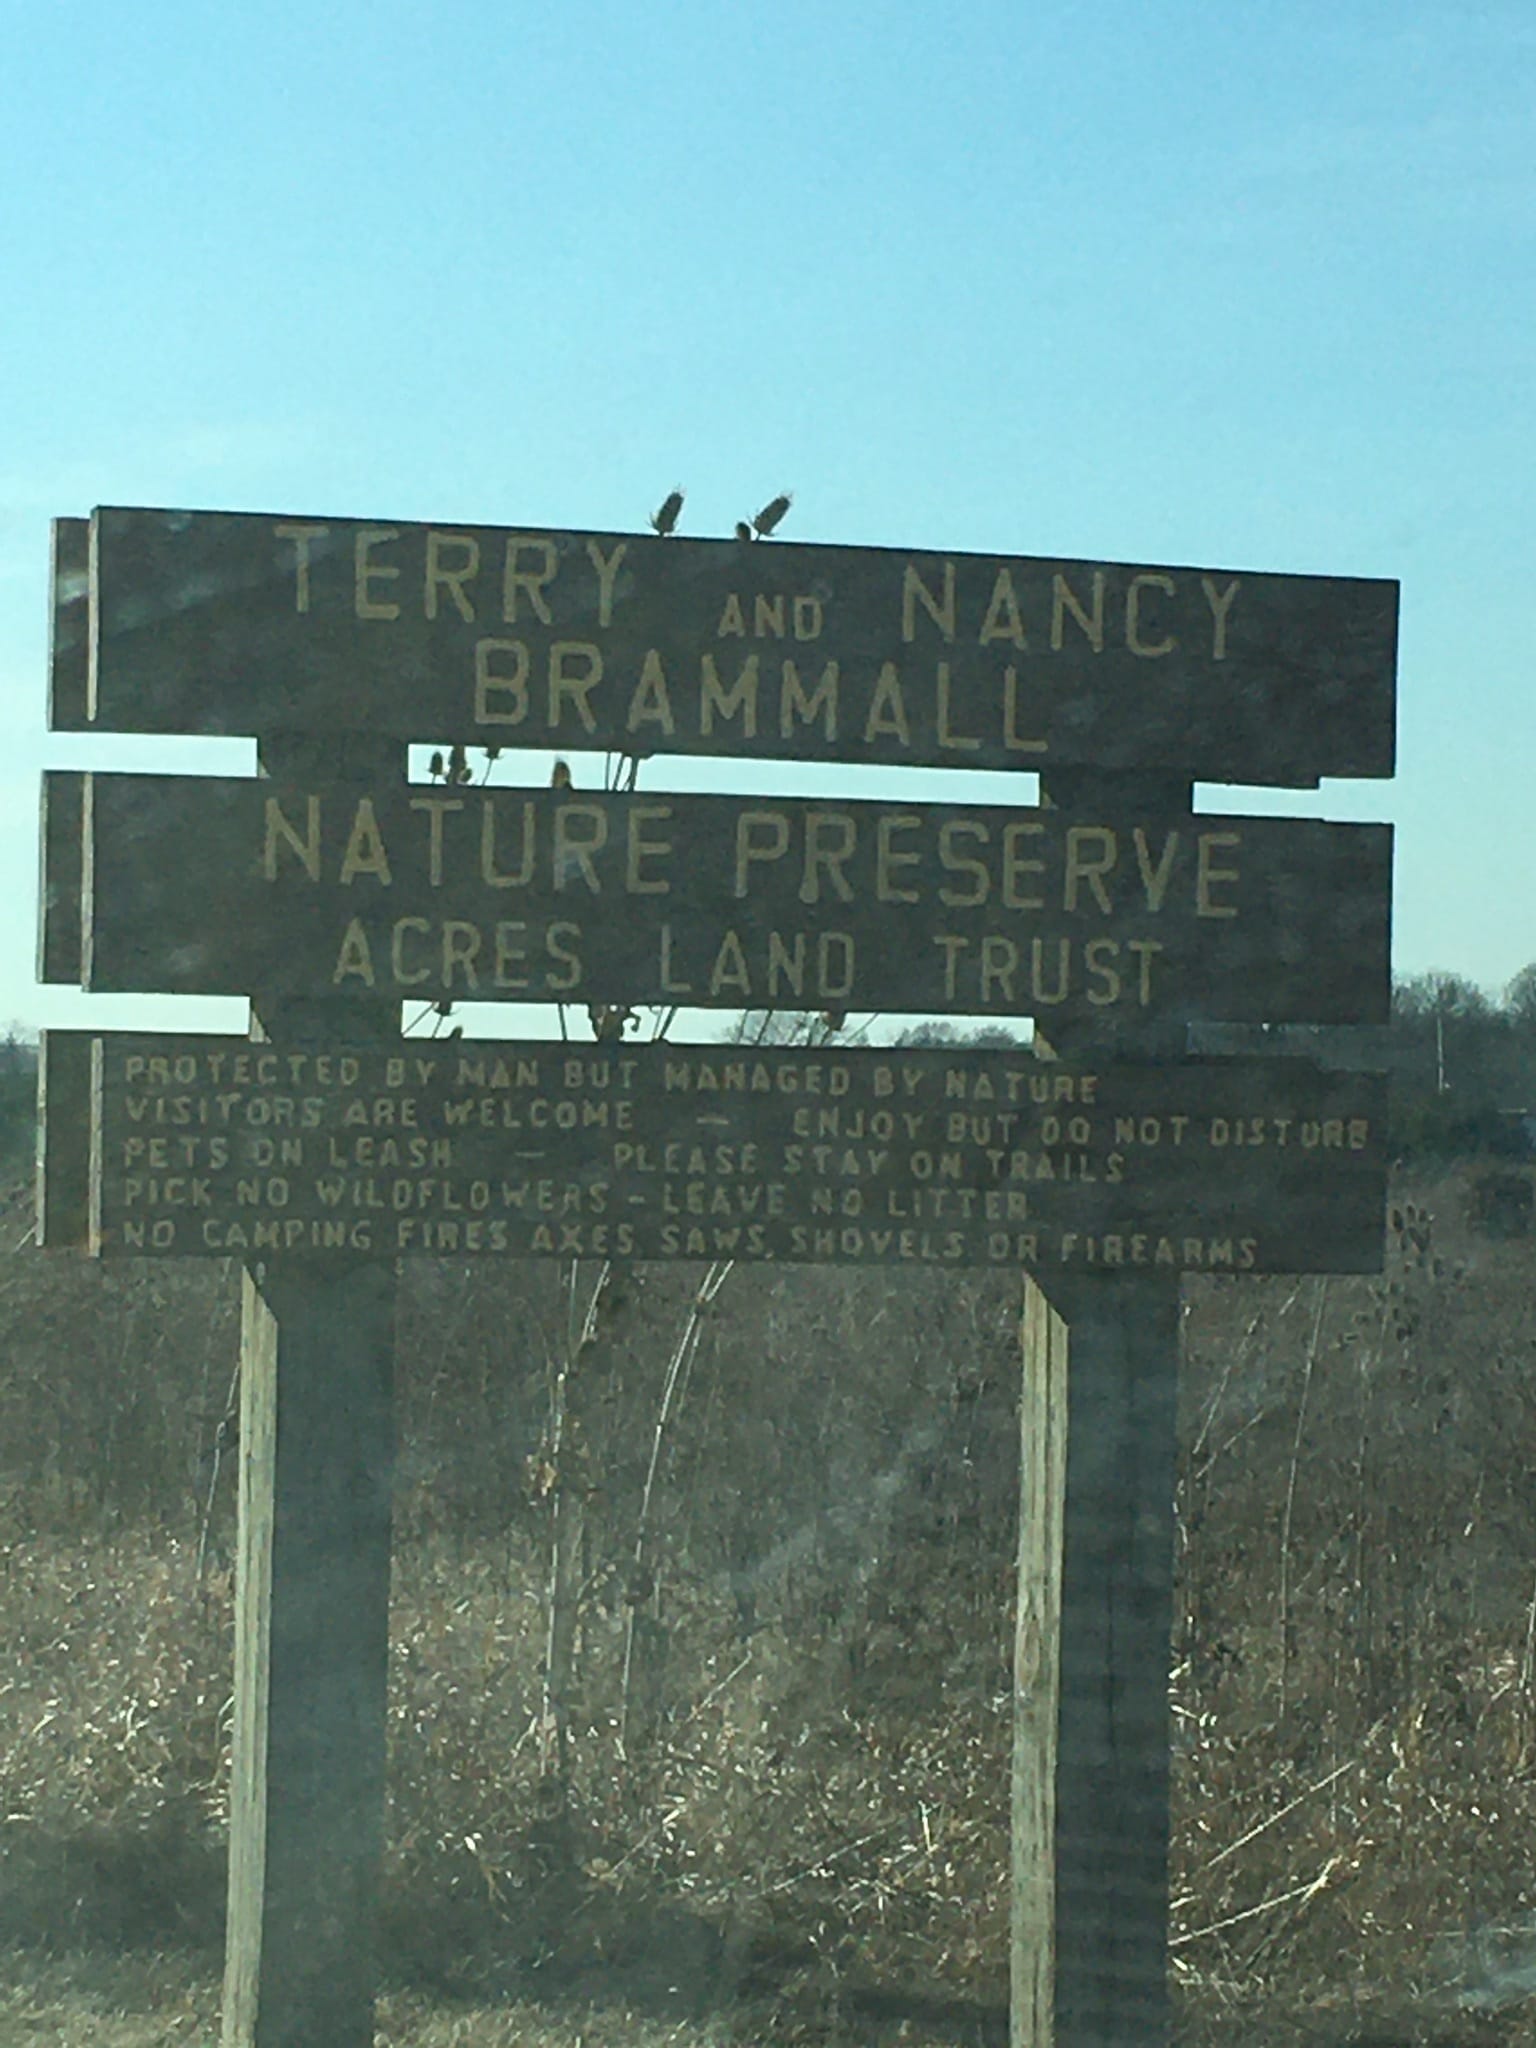 TERRY AND NANCY
BRAMMALL
NATURE PRESERVE
ACRES LAND TRUST
PROTECTED BY MAN BUT MANAGED BY NATURE
VISITORS ARE WELCOME — ENJOY BUT DO NOT DISTURB
PETS ON LEASH — PLEASE STAY ON TRAILS
PICK NO WILDFLOWERS - LEAVE NO LITTER
NO CAMPING FIRES AXES SAWS, SHOVELS OR FIREARMS